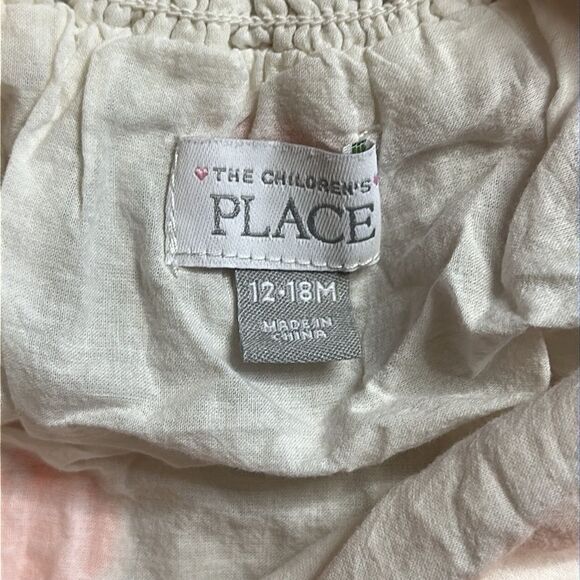 THE CHILDREN'S
PLACE
12-18M
MADE IN
CHINA